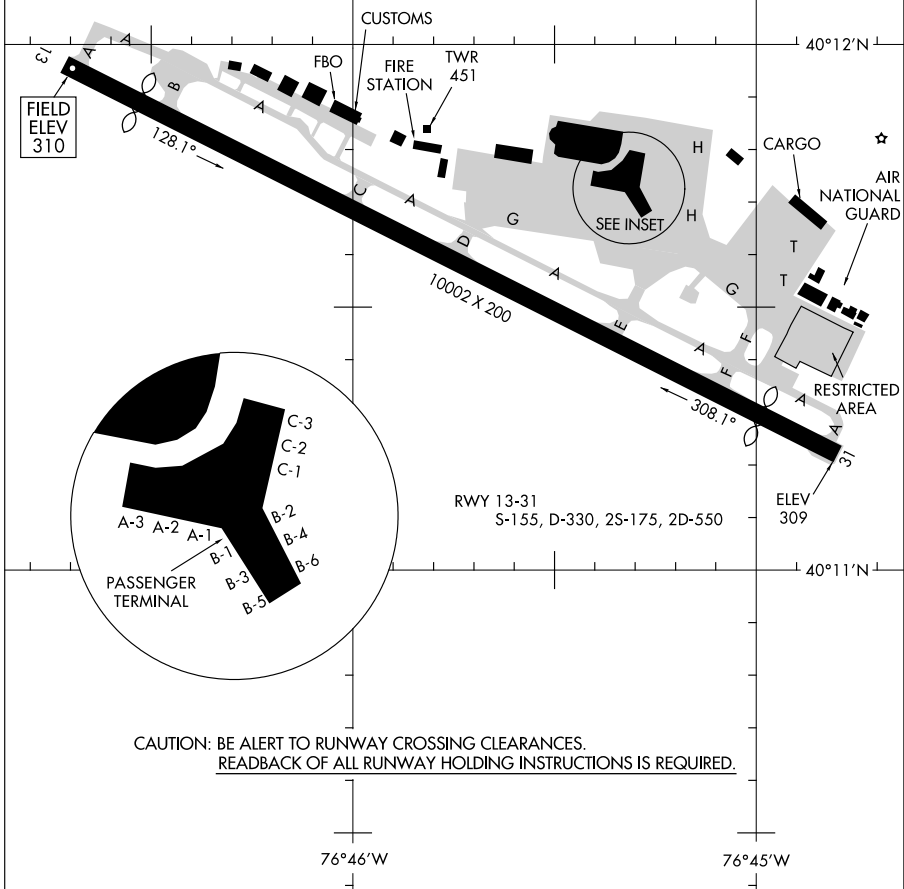 CUSTOMS
FBO
FIRE
STATION
TWR
451
40°12'N
13
A
A
B
A
FIELD
ELEV
310
128.1°
C
A
D
G
H
H
SEE INSET
CARGO
AIR
NATIONAL
GUARD
T
T
G
A
10002 X 200
E
A
F
F
308.1°
RESTRICTED
AREA
A
A
31
ELEV
309
RWY 13-31
S-155, D-330, 2S-175, 2D-550
40°11'N
C-3
C-2
C-1
B-2
B-4
B-6
A-3
A-2
A-1
B-1
B-3
B-5
PASSENGER
TERMINAL
CAUTION: BE ALERT TO RUNWAY CROSSING CLEARANCES.
READBACK OF ALL RUNWAY HOLDING INSTRUCTIONS IS REQUIRED.
76°46'W
76°45'W